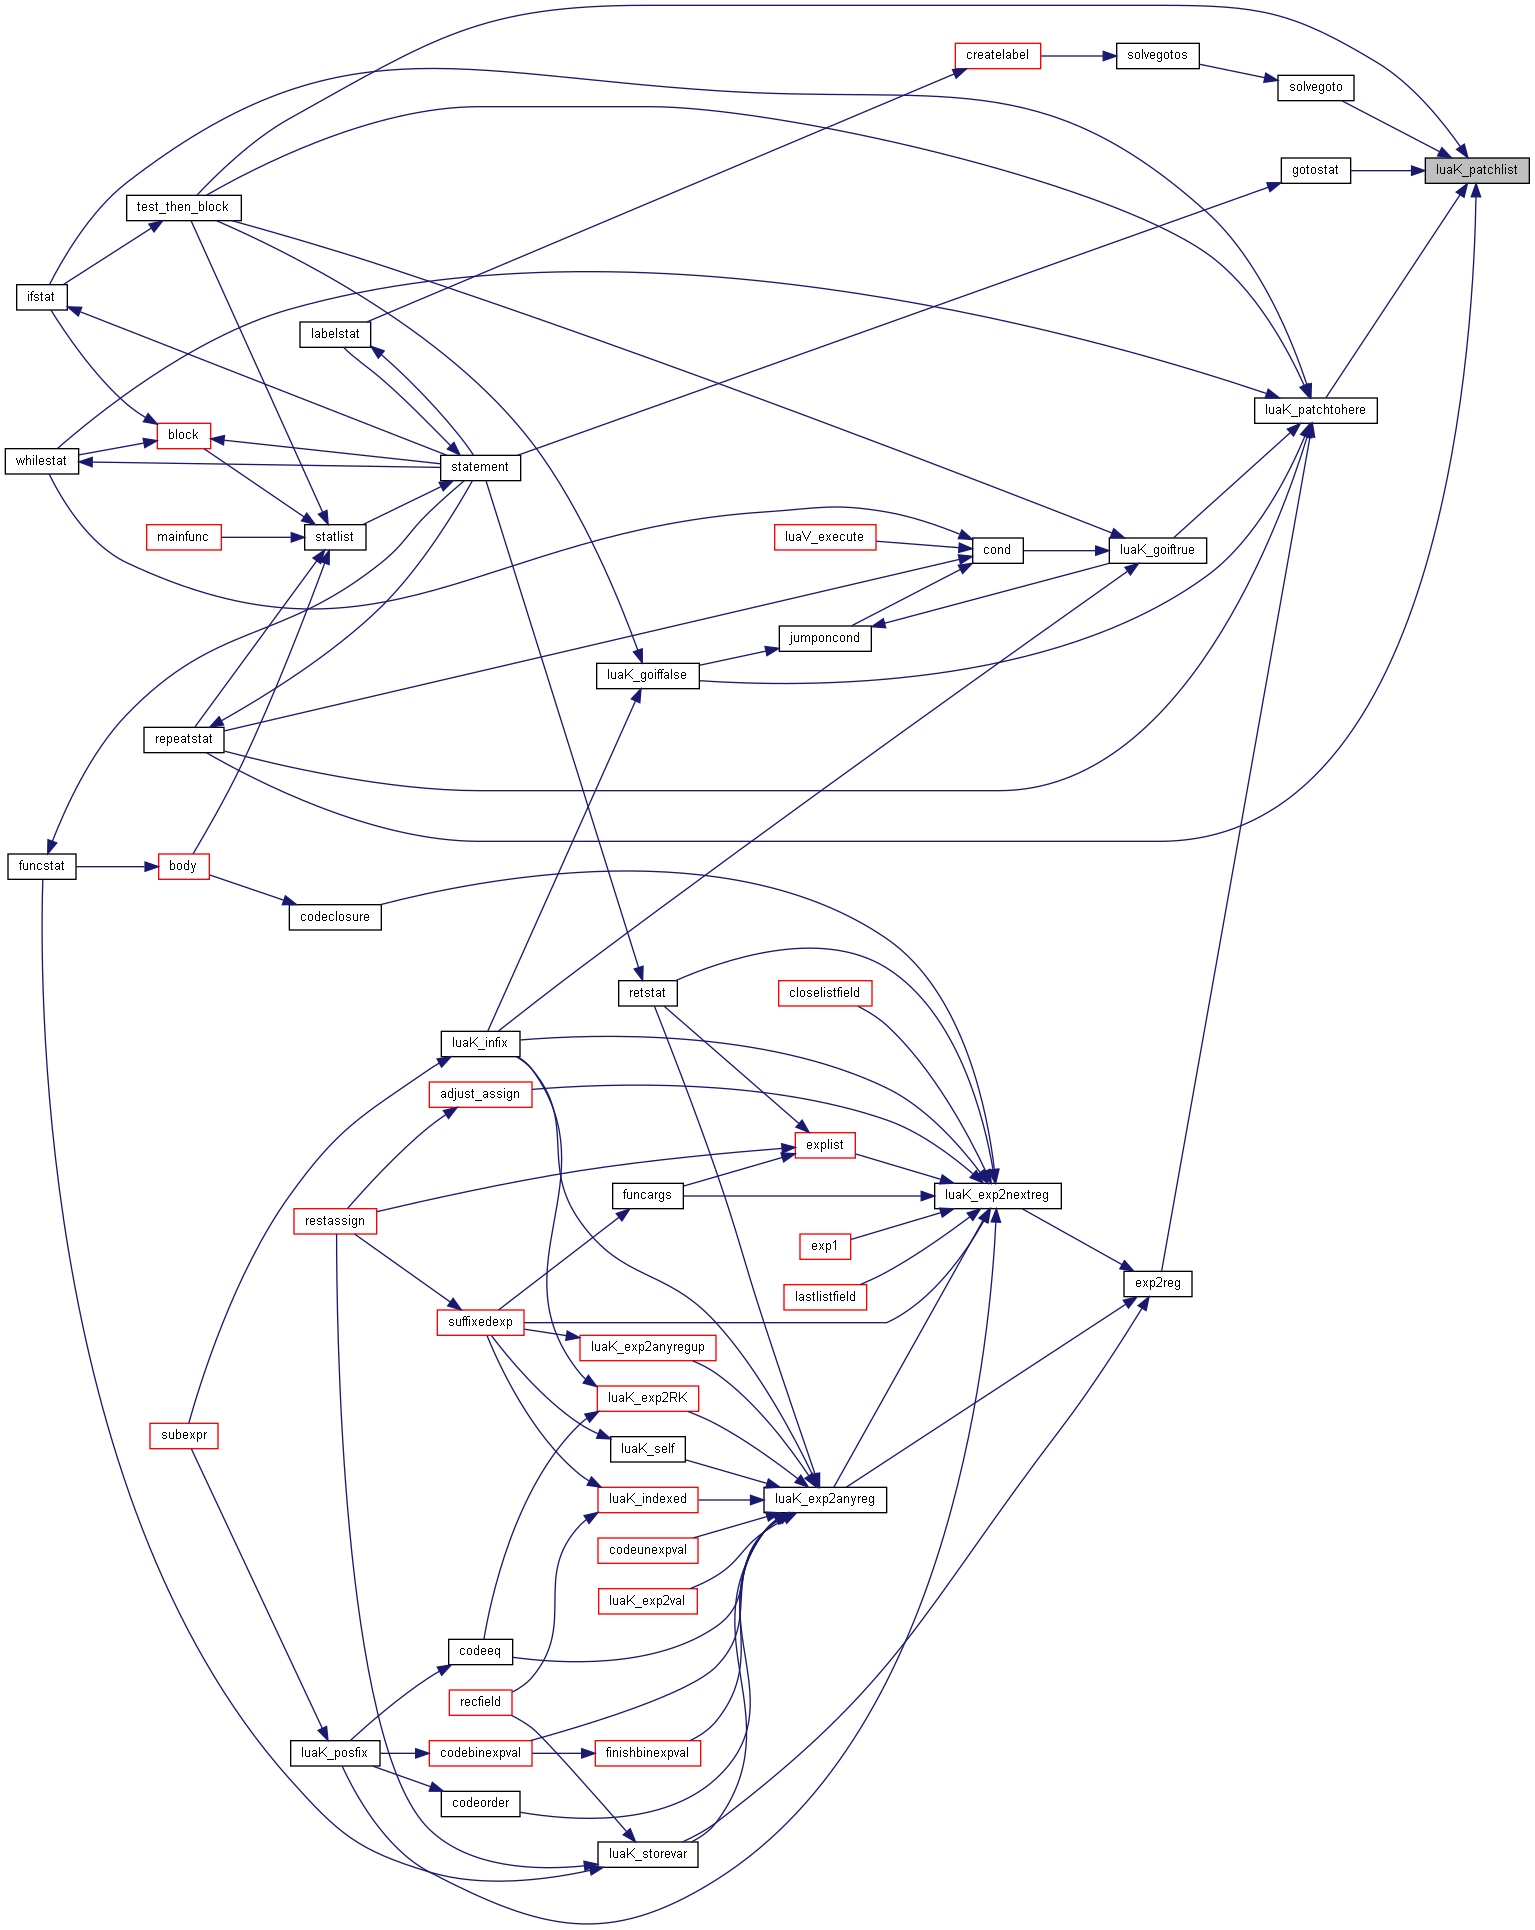 createlabel
solvegotos
solvegoto
gotostat
luaK_patchlist
test_then_block
ifstat
labelstat
luaK_patchtohere
block
whilestat
statement
mainfunc
statlist
luaV_execute
cond
luaK_goiftrue
jumponcond
luaK_goiffalse
repeatstat
funcstat
body
codeclosure
retstat
closelistfield
luaK_infix
adjust_assign
explist
funcargs
luaK_exp2nextreg
restassign
exp1
exp2reg
lastlistfield
suffixedexp
luaK_exp2anyregup
luaK_exp2RK
subexpr
luaK_self
luaK_indexed
luaK_exp2anyreg
codeunexpval
luaK_exp2val
codeeq
recfield
luaK_posfix
codebinexpval
finishbinexpval
codeorder
luaK_storevar